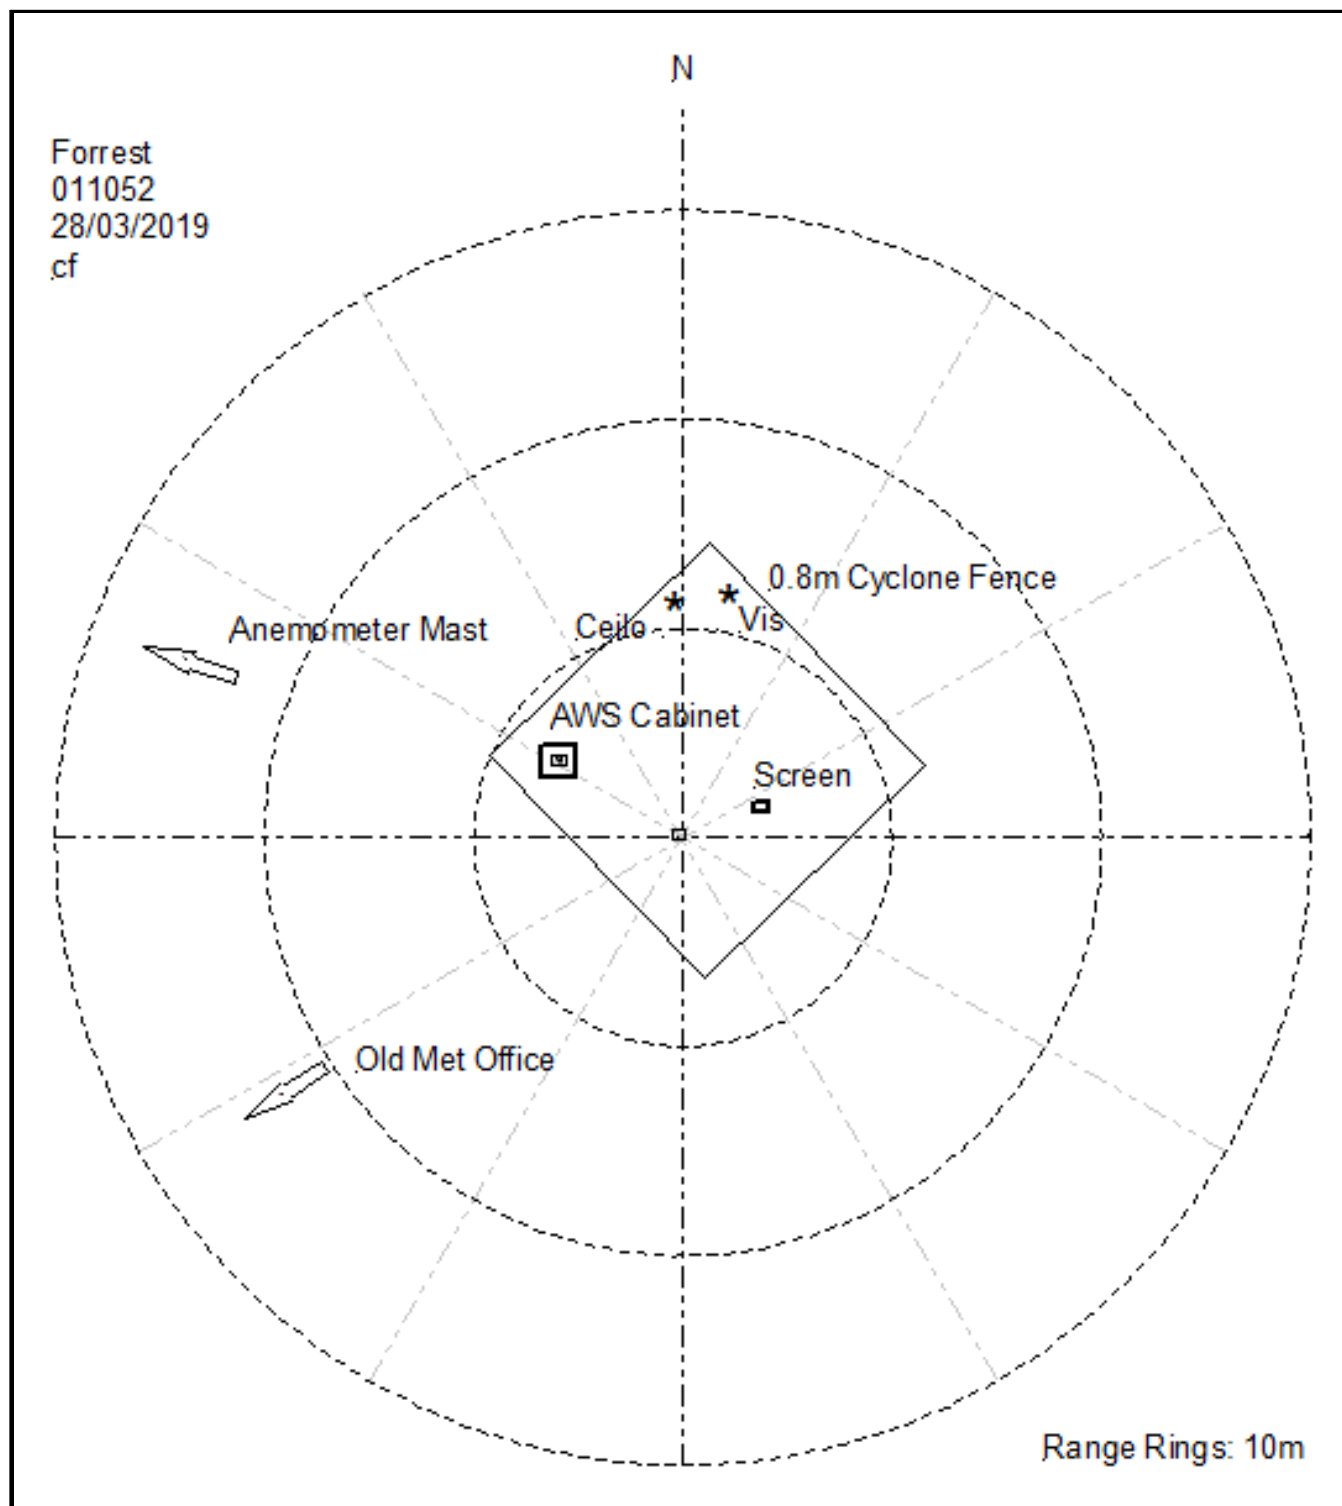 N
Forrest
011052
28/03/2019
cf
0.8m Cyclone Fence
Ceilo
Vis
Anemometer Mast
AWS Cabinet
Screen
Old Met Office
Range Rings: 10m